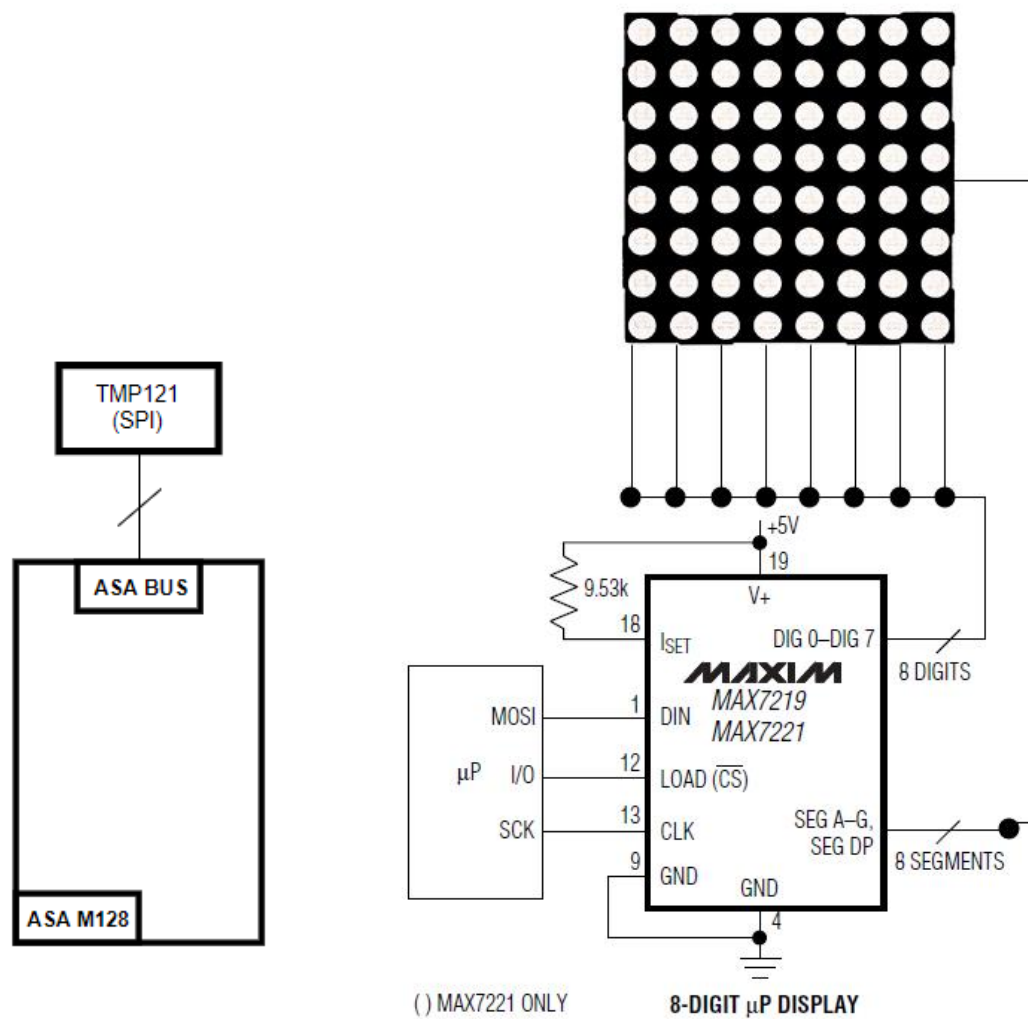 TMP121
(SPI)
ASA BUS
ASA M128
+5V
19
9.53k
V+
18
ISET
DIG 0–DIG 7
8 DIGITS
MAXIM
MAX7219
MAX7221
MOSI
1
DIN
µP
I/O
12
LOAD (C̅S̅)
SCK
13
CLK
SEG A–G,
SEG DP
8 SEGMENTS
9
GND
GND
4
( ) MAX7221 ONLY
8-DIGIT µP DISPLAY